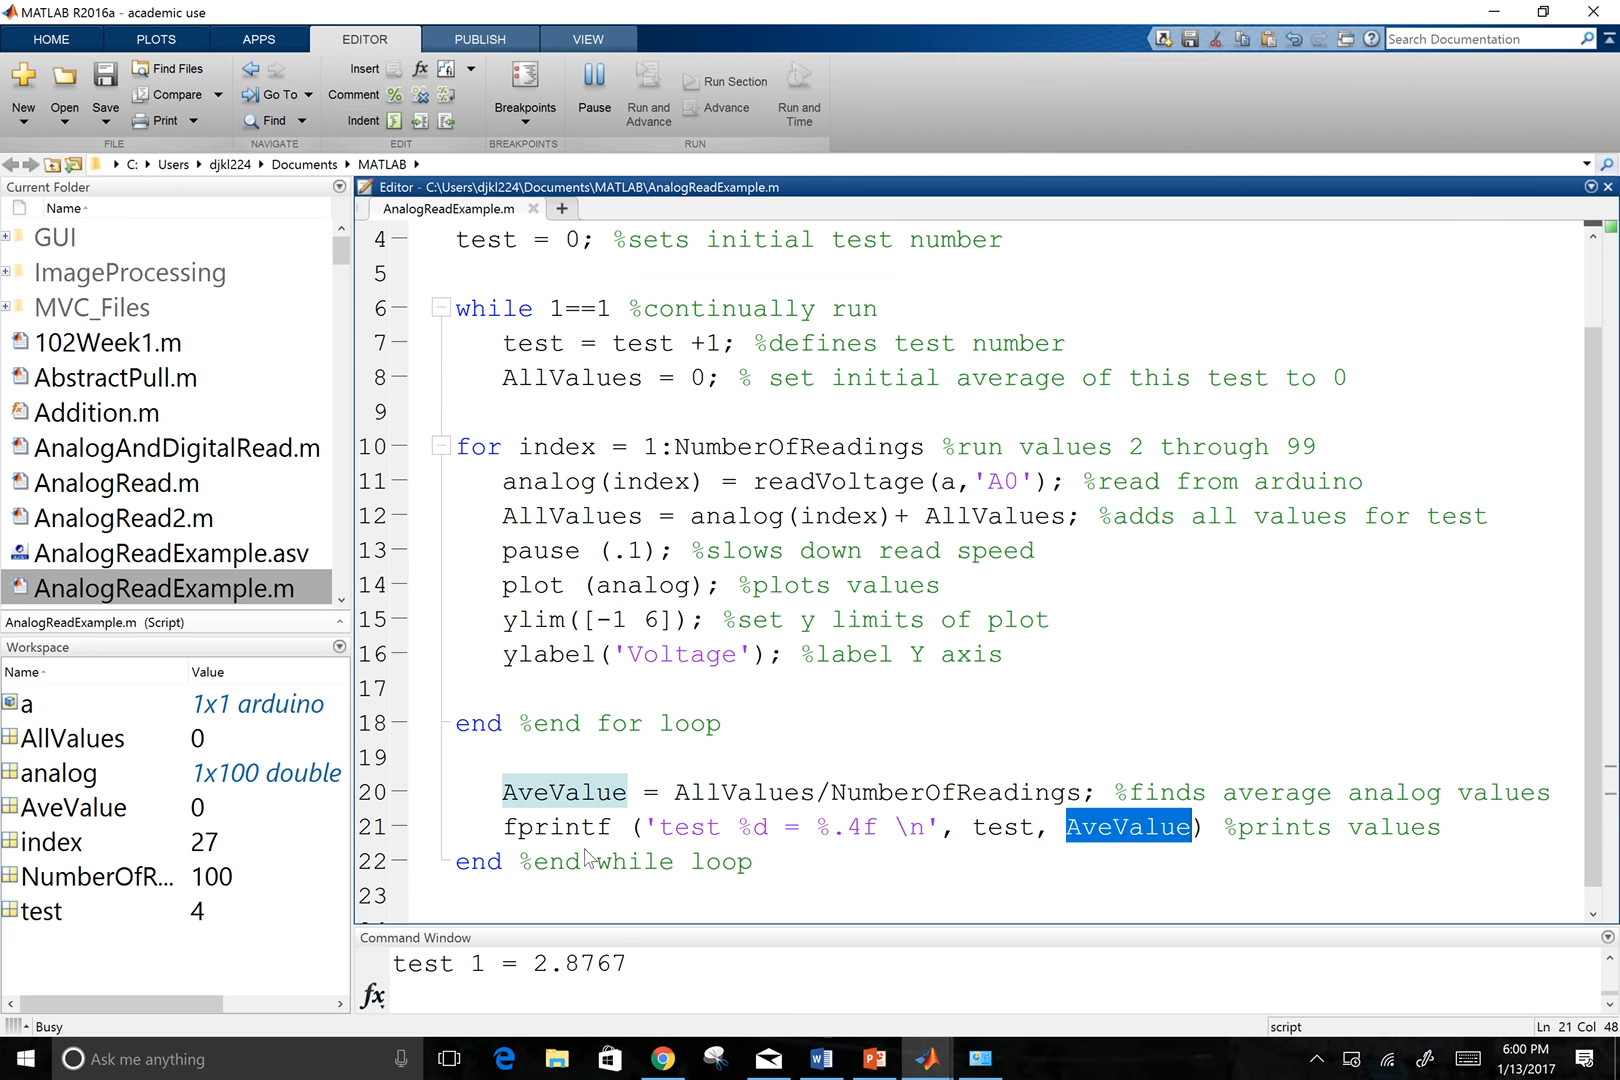 MATLAB R2016a - academic use
HOME PLOTS APPS EDITOR PUBLISH VIEW
Search Documentation
New Open Save
Find Files
Compare
Print
FILE
Go To
Find
NAVIGATE
Insert fx
Comment
Indent
EDIT
Breakpoints
BREAKPOINTS
Pause
Run and Advance
Run Section
Advance
Run and Time
RUN
C: Users djkl224 Documents MATLAB
Current Folder
Name
GUI
ImageProcessing
MVC_Files
102Week1.m
AbstractPull.m
Addition.m
AnalogAndDigitalRead.m
AnalogRead.m
AnalogRead2.m
AnalogReadExample.asv
AnalogReadExample.m
AnalogReadExample.m (Script)
Workspace
Name Value
a 1x1 arduino
AllValues 0
analog 1x100 double
AveValue 0
index 27
NumberOfR... 100
test 4
Editor - C:\Users\djkl224\Documents\MATLAB\AnalogReadExample.m
AnalogReadExample.m
4 test = 0; %sets initial test number
5
6 while 1==1 %continually run
7 test = test +1; %defines test number
8 AllValues = 0; % set initial average of this test to 0
9
10 for index = 1:NumberOfReadings %run values 2 through 99
11 analog(index) = readVoltage(a,'A0'); %read from arduino
12 AllValues = analog(index)+ AllValues; %adds all values for test
13 pause (.1); %slows down read speed
14 plot (analog); %plots values
15 ylim([-1 6]); %set y limits of plot
16 ylabel('Voltage'); %label Y axis
17
18 end %end for loop
19
20 AveValue = AllValues/NumberOfReadings; %finds average analog values
21 fprintf ('test %d = %.4f \n', test, AveValue) %prints values
22 end %end while loop
23
Command Window
test 1 = 2.8767
fx
Busy
script
Ln 21 Col 48
Ask me anything
6:00 PM
1/13/2017